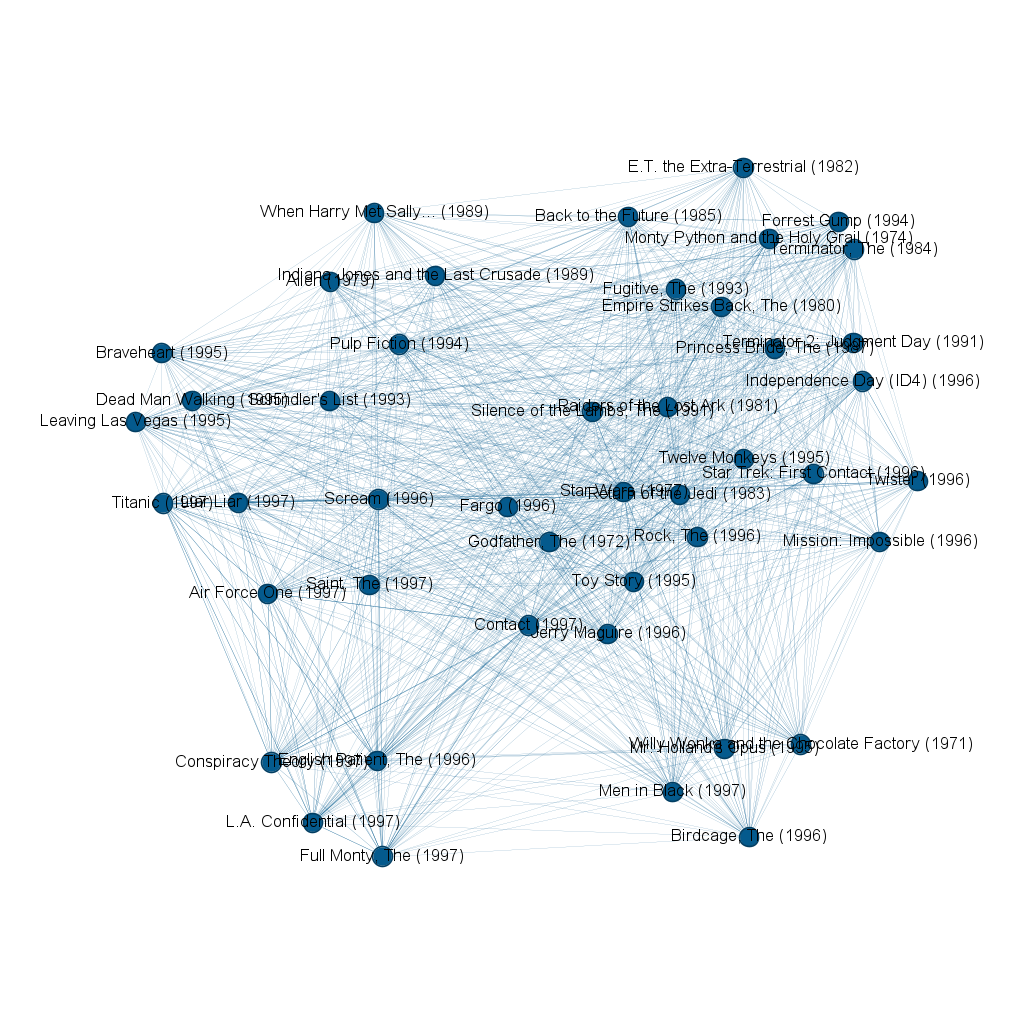 E.T. the Extra-Terrestrial (1982)
When Harry Met Sally... (1989)
Back to the Future (1985)
Forrest Gump (1994)
Monty Python and the Holy Grail (1974)
Terminator, The (1984)
Indiana Jones and the Last Crusade (1989)
Alien (1979)
Fugitive, The (1993)
Empire Strikes Back, The (1980)
Pulp Fiction (1994)
Terminator 2: Judgment Day (1991)
Princess Bride, The (1987)
Braveheart (1995)
Independence Day (ID4) (1996)
Dead Man Walking (1995)
Schindler's List (1993)
Raiders of the Lost Ark (1981)
Silence of the Lambs, The (1991)
Leaving Las Vegas (1995)
Twelve Monkeys (1995)
Star Trek: First Contact (1996)
Twister (1996)
Star Wars (1977)
Return of the Jedi (1983)
Scream (1996)
Titanic (1997)
Liar Liar (1997)
Fargo (1996)
Rock, The (1996)
Godfather, The (1972)
Mission: Impossible (1996)
Toy Story (1995)
Saint, The (1997)
Air Force One (1997)
Contact (1997)
Jerry Maguire (1996)
Willy Wonka and the Chocolate Factory (1971)
Mr. Holland's Opus (1995)
English Patient, The (1996)
Conspiracy Theory (1997)
Men in Black (1997)
L.A. Confidential (1997)
Birdcage, The (1996)
Full Monty, The (1997)